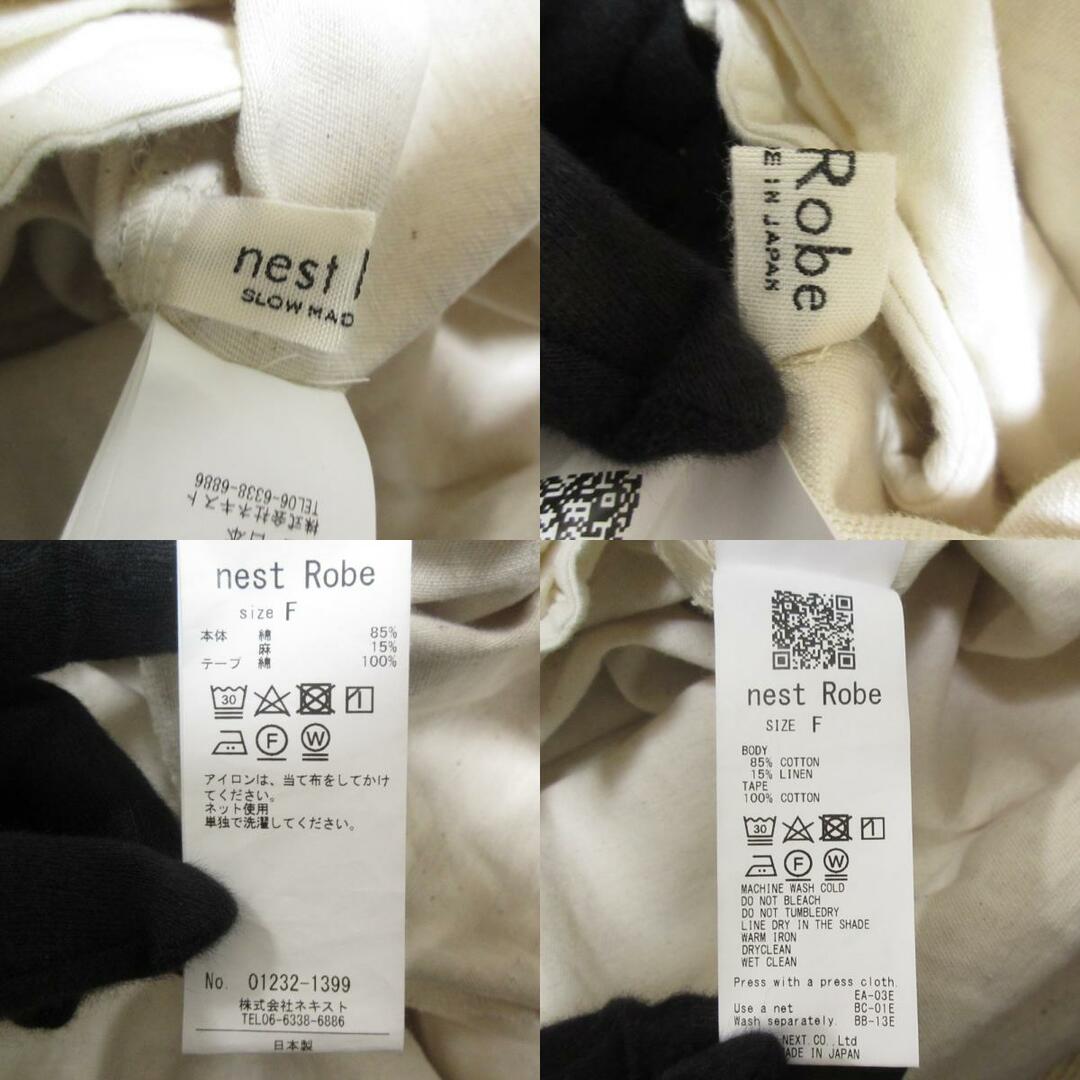 nest
SLOW MAD
TEL06-6338-6886
株式会社ネキスト
日本
Robe
E IN JAPAN
nest Robe
size F
本体 綿 85%
麻 15%
テープ 綿 100%
30
F W
アイロンは、当て布をしてかけ
てください。
ネット使用
単独で洗濯してください。
No. 01232-1399
株式会社ネキスト
TEL06-6338-6886
日本製
nest Robe
SIZE F
BODY
85% COTTON
15% LINEN
TAPE
100% COTTON
30
F W
MACHINE WASH COLD
DO NOT BLEACH
DO NOT TUMBLEDRY
LINE DRY IN THE SHADE
WARM IRON
DRYCLEAN
WET CLEAN
Press with a press cloth.
EA-03E
Use a net BC-01E
Wash separately. BB-13E
NEXT.CO.,Ltd
ADE IN JAPAN